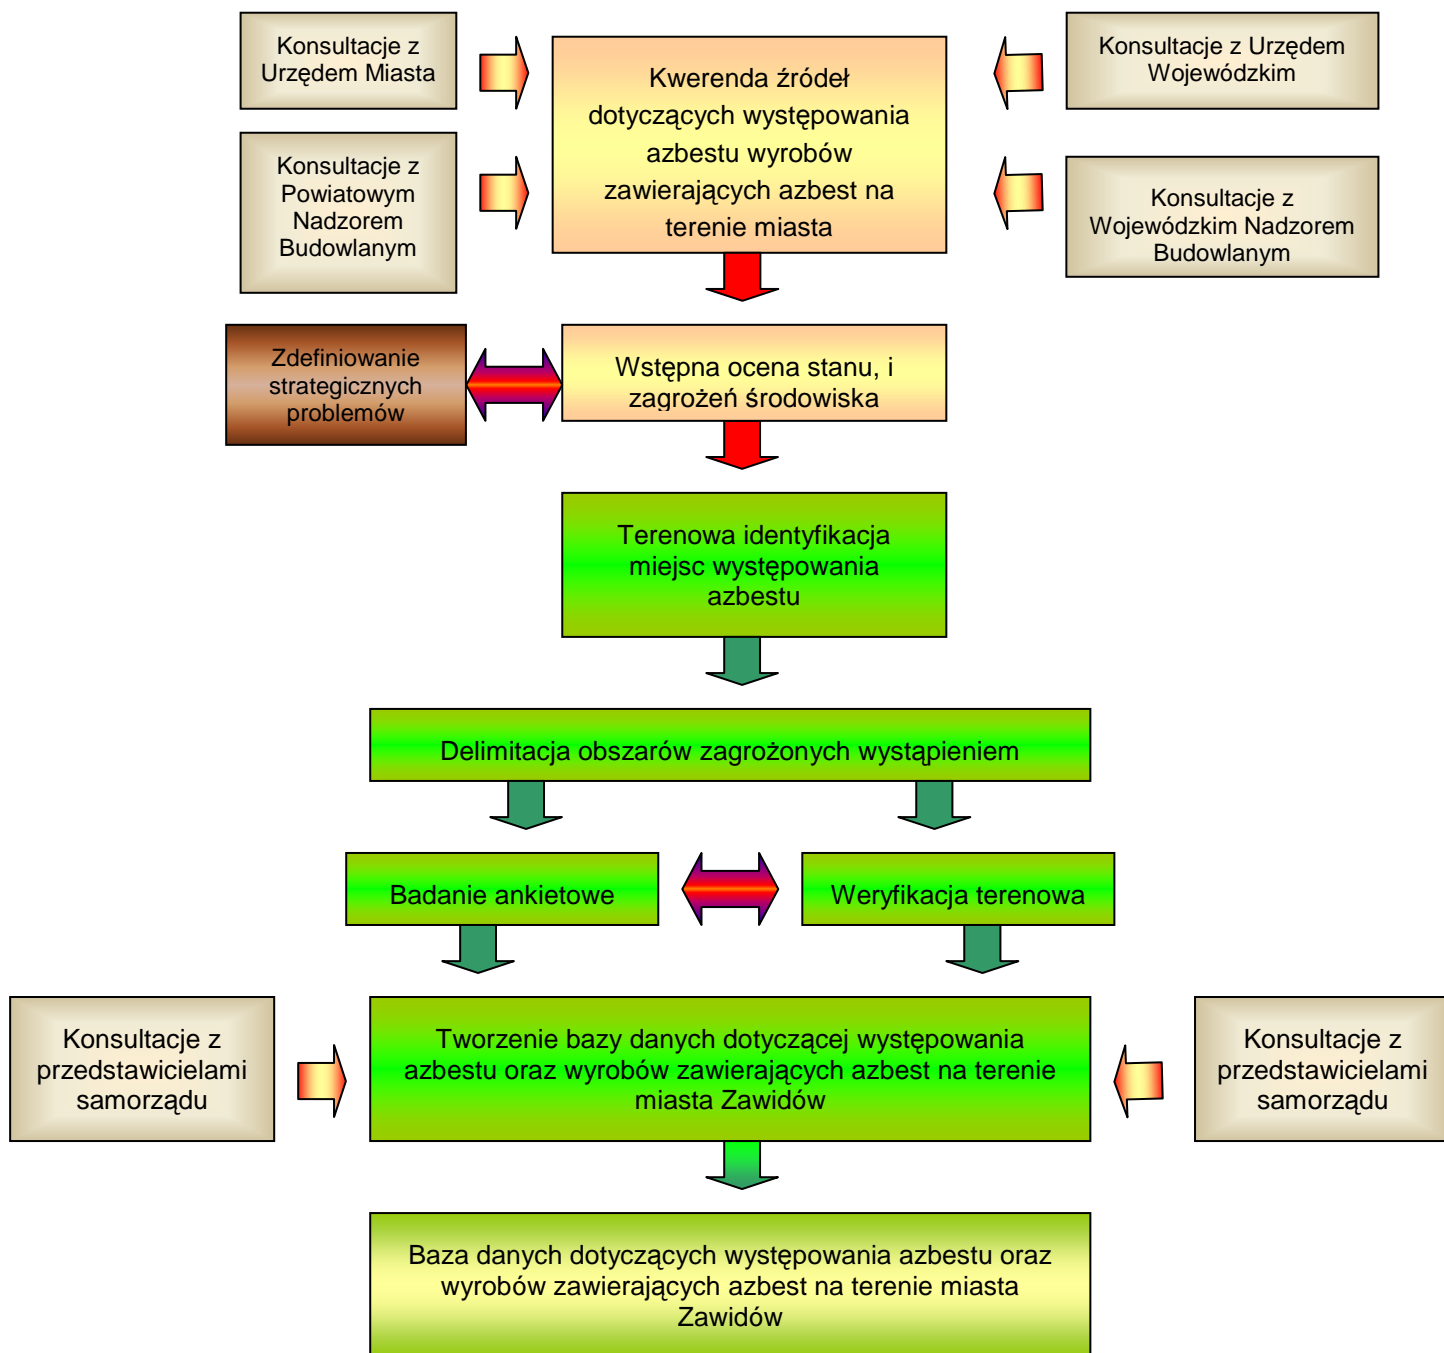 Konsultacje z
Urzędem Miasta
Kwerenda źródeł
dotyczących występowania
azbestu wyrobów
zawierających azbest na
terenie miasta
Konsultacje z Urzędem
Wojewódzkim
Konsultacje z
Powiatowym
Nadzorem
Budowlanym
Konsultacje z
Wojewódzkim Nadzorem
Budowlanym
Zdefiniowanie
strategicznych
problemów
Wstępna ocena stanu, i
zagrożeń środowiska
Terenowa identyfikacja
miejsc występowania
azbestu
Delimitacja obszarów zagrożonych wystąpieniem
Badanie ankietowe
Weryfikacja terenowa
Konsultacje z
przedstawicielami
samorządu
Tworzenie bazy danych dotyczącej występowania
azbestu oraz wyrobów zawierających azbest na terenie
miasta Zawidów
Konsultacje z
przedstawicielami
samorządu
Baza danych dotyczących występowania azbestu oraz
wyrobów zawierających azbest na terenie miasta
Zawidów